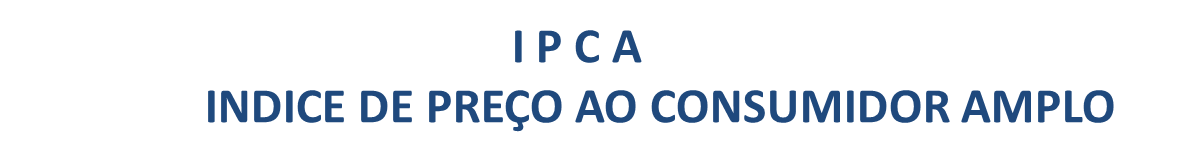 I P C A
INDICE DE PREÇO AO CONSUMIDOR AMPLO